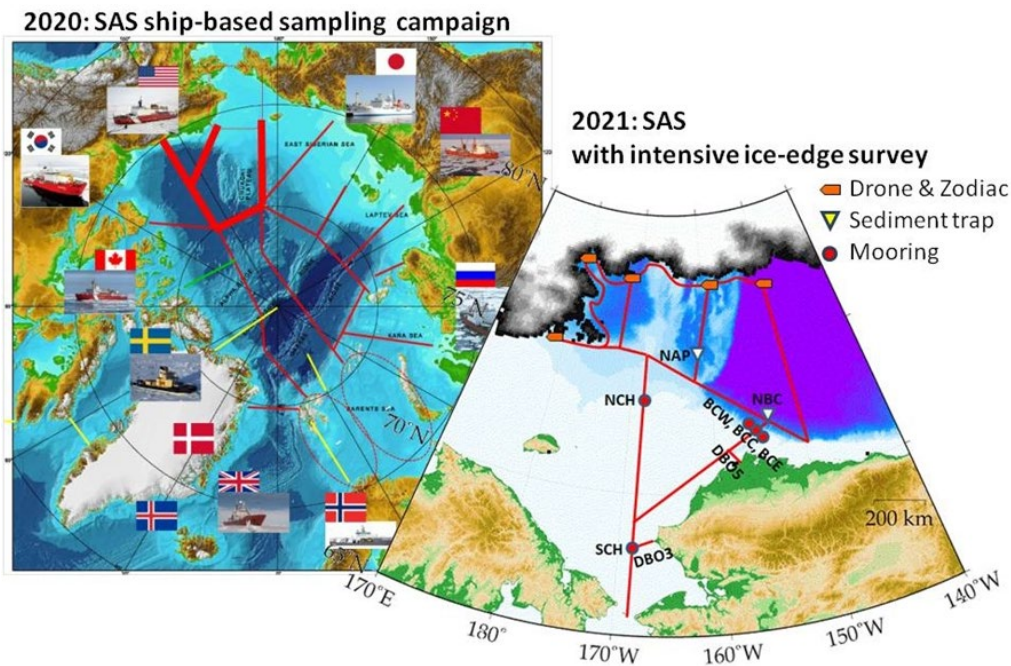 2020: SAS ship-based sampling campaign
EAST SIBERIAN SEA
80°N
LAPTEV SEA
75°N
KARA SEA
BARENTS SEA
70°N
65°N
2021: SAS
with intensive ice-edge survey
Drone & Zodiac
Sediment trap
Mooring
NAP
NCH
NBC
BCW, BCC, BCE
DBO5
SCH
DBO3
200 km
170°E
180°
170°W
160°W
150°W
140°W